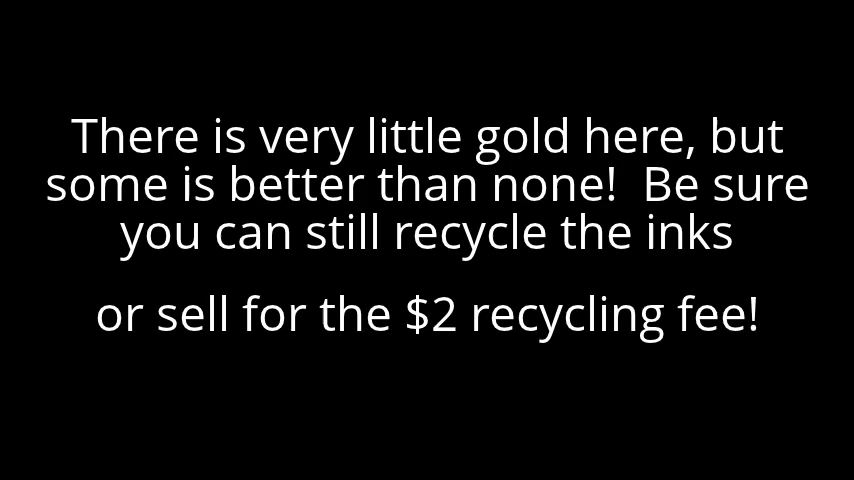 There is very little gold here, but
some is better than none!  Be sure
you can still recycle the inks
or sell for the $2 recycling fee!